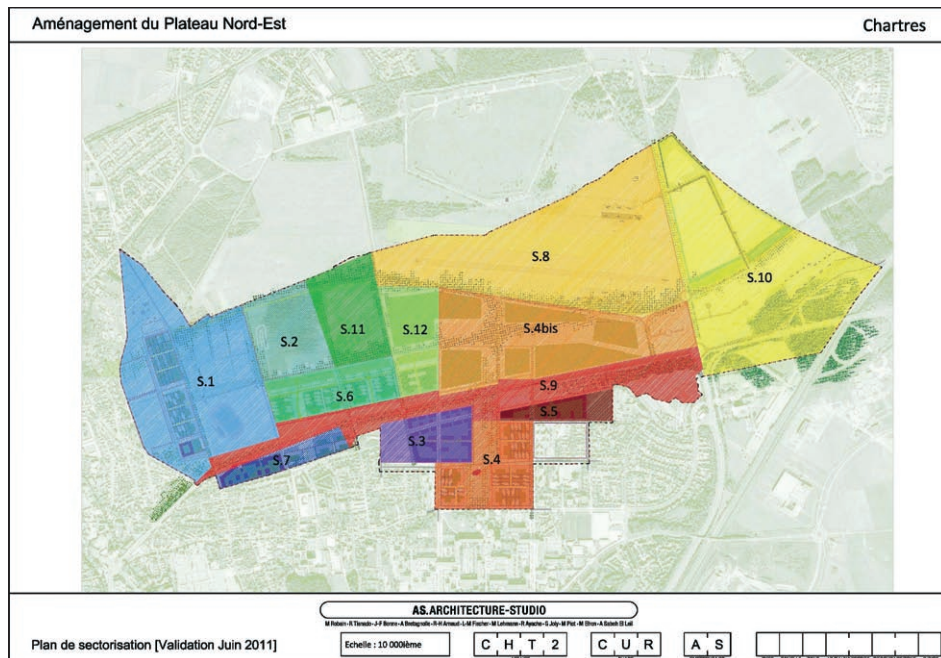 Aménagement du Plateau Nord-Est
Chartres
S.8
S.10
S.11
S.12
S.2
S.4bis
S.1
S.6
S.9
S.5
S.3
S.4
S.7
AS.ARCHITECTURE-STUDIO
Plan de sectorisation [Validation Juin 2011]
Echelle : 10 000ième
C H T 2
C U R
A S